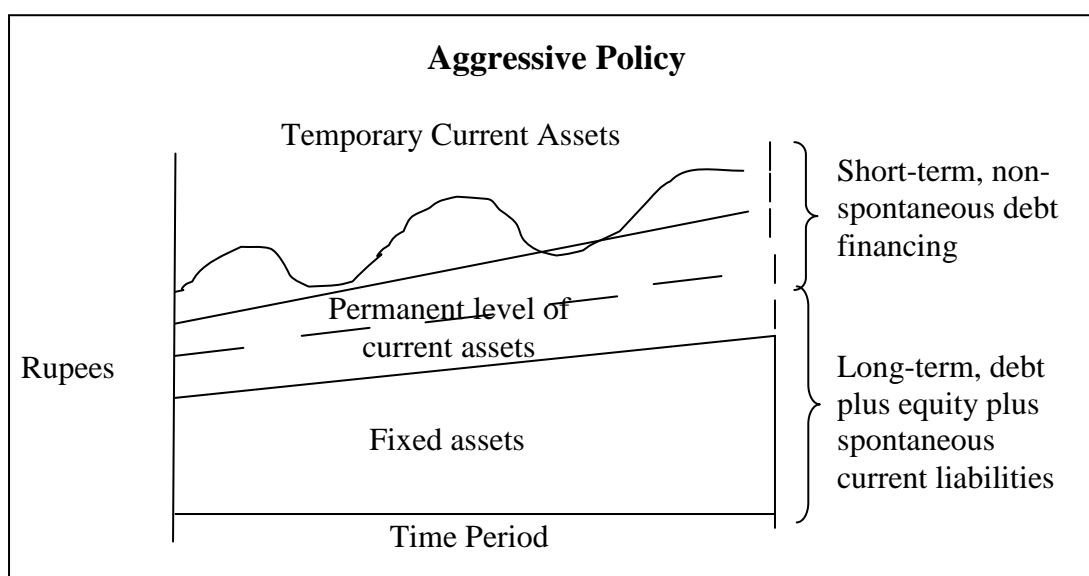 Aggressive Policy
Temporary Current Assets
Short-term, non-
spontaneous debt
financing
Permanent level of
current assets
Rupees
Long-term, debt
plus equity plus
spontaneous
current liabilities
Fixed assets
Time Period